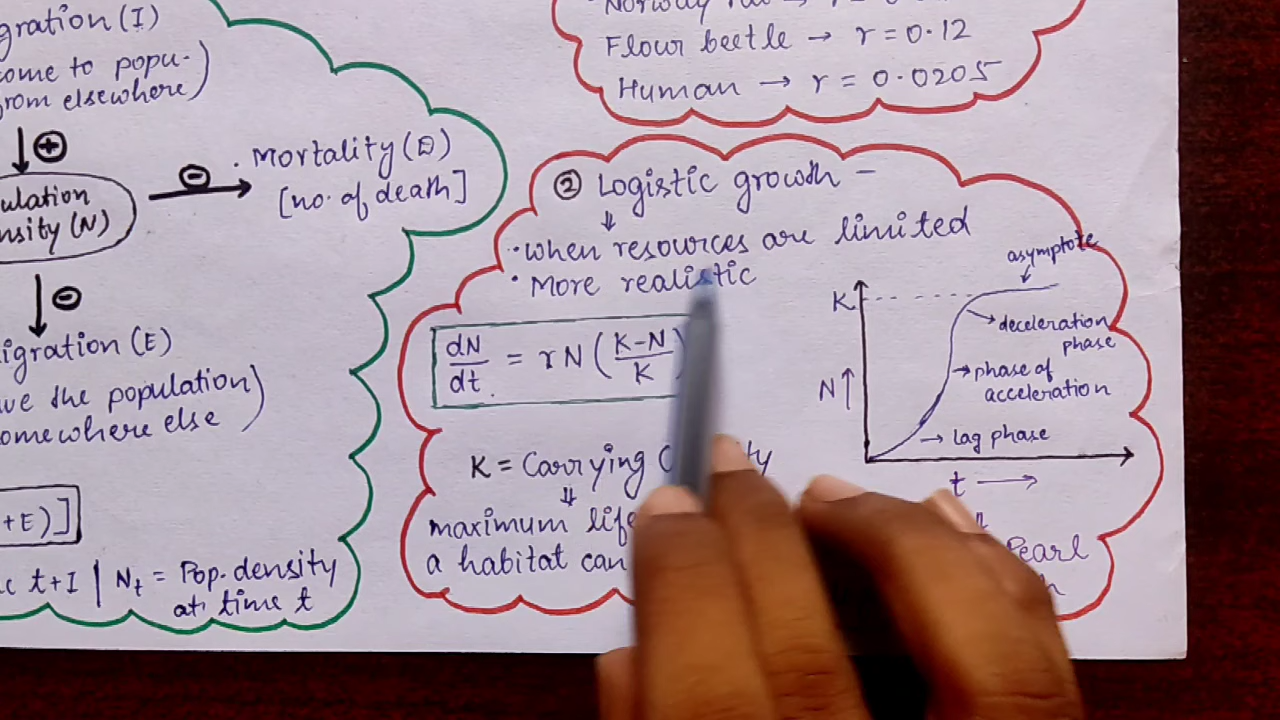 gration (I)
come to popu-
from elsewhere)
⊕
ulation
nsity (N)
⊖
Mortality (D)
[no. of death]
⊖
igration (E)
ve the population
omewhere else
+E)]
t+I | Nt = Pop. density
at time t
Flour beetle → r = 0.12
Human → r = 0.0205
② Logistic growth –
⇓
• When resources are limited
• More realistic
dN/dt = rN (K-N/K)
K = Carrying
⇓
maximum
a habitat can
asymptote
K
deceleration
phase
→ phase of
acceleration
N ↑
→ lag phase
t →
Pearl